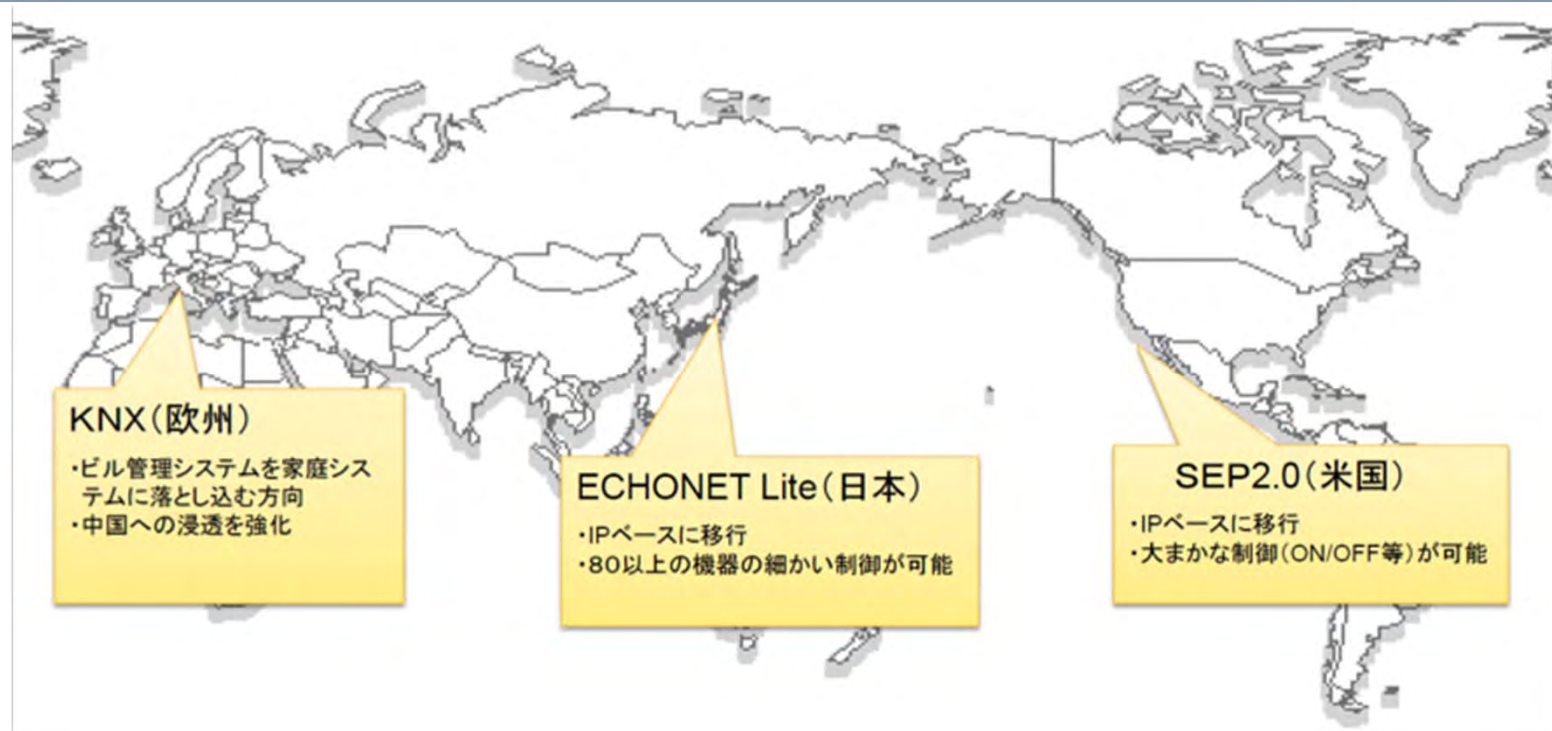 KNX（欧州）
・ビル管理システムを家庭シス
テムに落とし込む方向
・中国への浸透を強化
ECHONET Lite（日本）
・IPベースに移行
・80以上の機器の細かい制御が可能
SEP2.0（米国）
・IPベースに移行
・大まかな制御（ON/OFF等）が可能